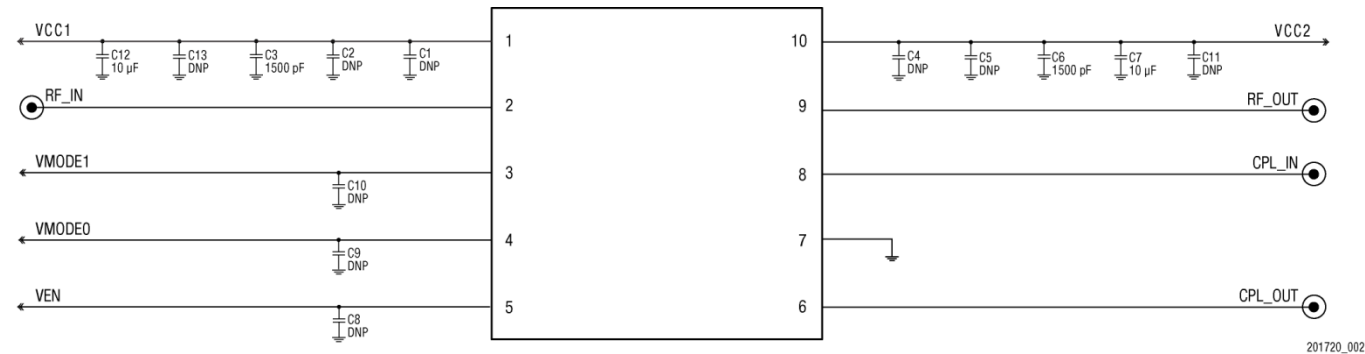 VCC1
C12
10 µF
C13
DNP
C3
1500 pF
C2
DNP
C1
DNP
1
RF_IN
2
VMODE1
C10
DNP
3
VMODE0
C9
DNP
4
VEN
C8
DNP
5
10
C4
DNP
C5
DNP
C6
1500 pF
C7
10 µF
C11
DNP
VCC2
9
RF_OUT
8
CPL_IN
7
6
CPL_OUT
201720_002